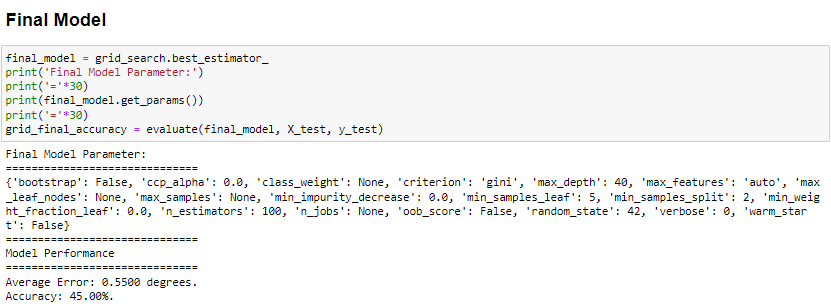 Final Model
final_model = grid_search.best_estimator_
print('Final Model Parameter:')
print('='*30)
print(final_model.get_params())
print('='*30)
grid_final_accuracy = evaluate(final_model, X_test, y_test)
Final Model Parameter:
==============================
{'bootstrap': False, 'ccp_alpha': 0.0, 'class_weight': None, 'criterion': 'gini', 'max_depth': 40, 'max_features': 'auto', 'max
_leaf_nodes': None, 'max_samples': None, 'min_impurity_decrease': 0.0, 'min_samples_leaf': 5, 'min_samples_split': 2, 'min_weig
ht_fraction_leaf': 0.0, 'n_estimators': 100, 'n_jobs': None, 'oob_score': False, 'random_state': 42, 'verbose': 0, 'warm_star
t': False}
==============================
Model Performance
==============================
Average Error: 0.5500 degrees.
Accuracy: 45.00%.